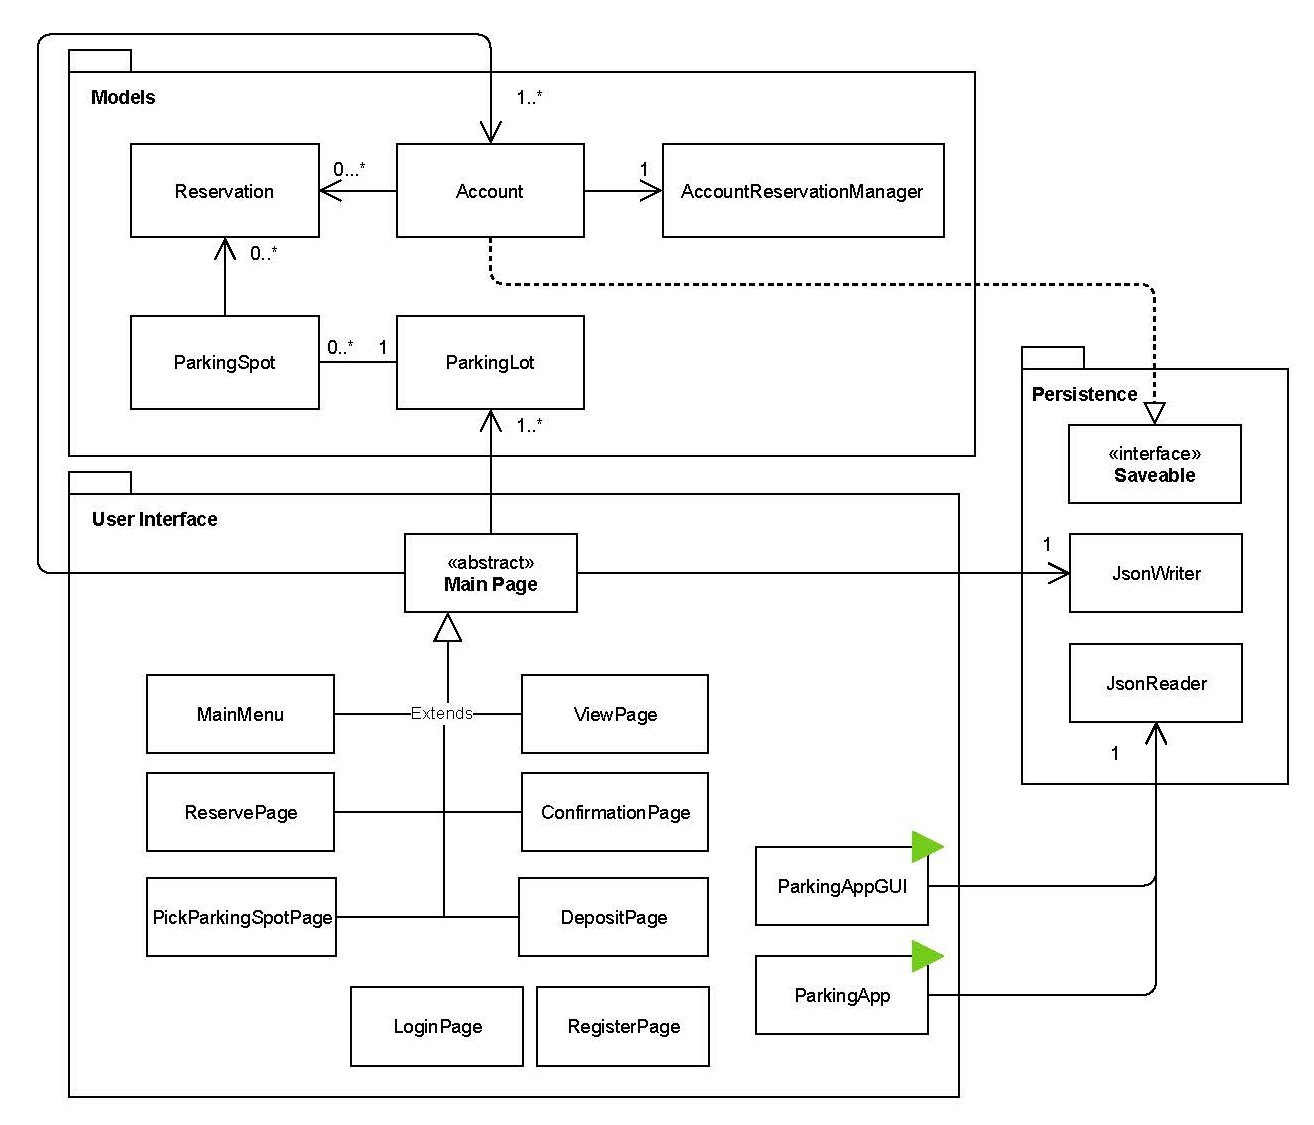 1..*
Models
0...*
1
Reservation
Account
AccountReservationManager
0..*
0..*
1
ParkingSpot
ParkingLot
Persistence
1..*
«interface»
Saveable
User Interface
1
«abstract»
Main Page
JsonWriter
JsonReader
MainMenu
Extends
ViewPage
1
ReservePage
ConfirmationPage
ParkingAppGUI
PickParkingSpotPage
DepositPage
ParkingApp
LoginPage
RegisterPage